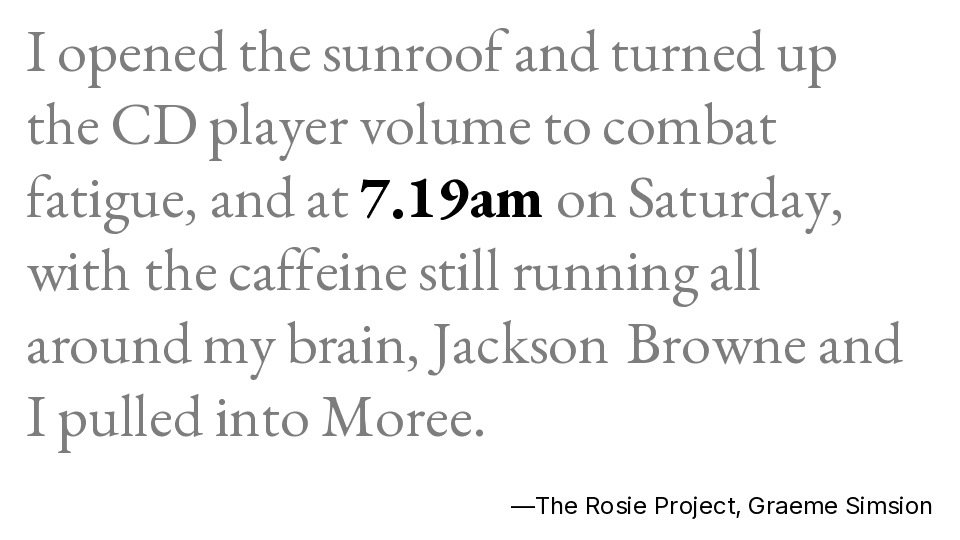 I opened the sunroof and turned up
the CD player volume to combat
fatigue, and at 7.19am on Saturday,
with the caffeine still running all
around my brain, Jackson Browne and
I pulled into Moree.
—The Rosie Project, Graeme Simsion